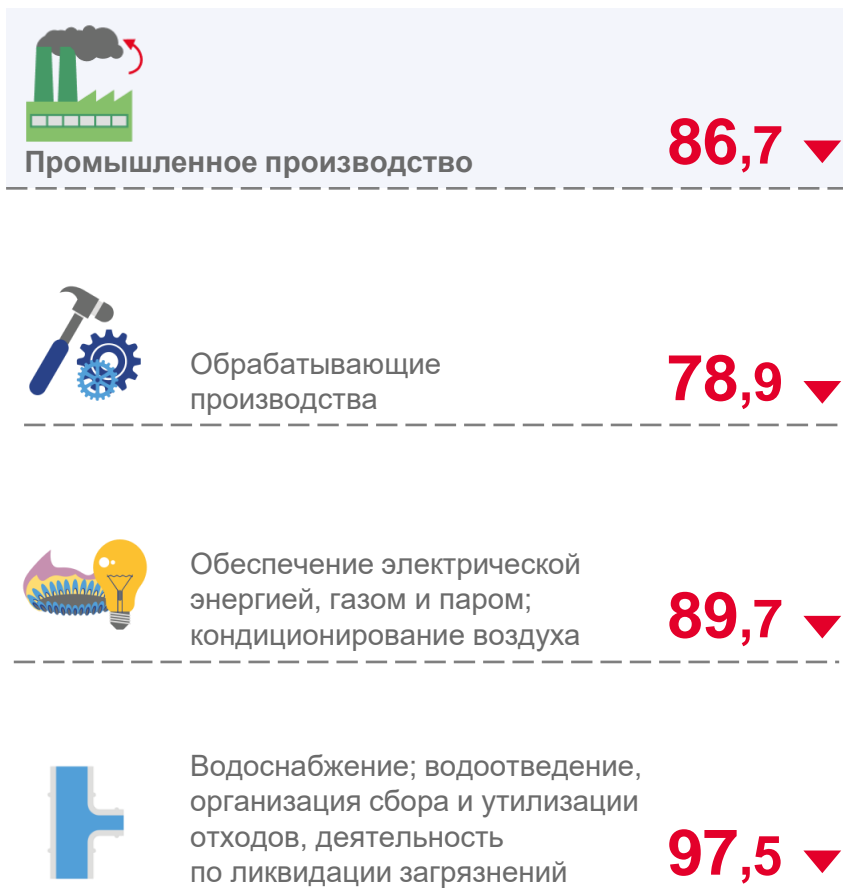 Промышленное производство
86,7
Обрабатывающие
производства
78,9
Обеспечение электрической
энергией, газом и паром;
кондиционирование воздуха
89,7
Водоснабжение; водоотведение,
организация сбора и утилизации
отходов, деятельность
по ликвидации загрязнений
97,5